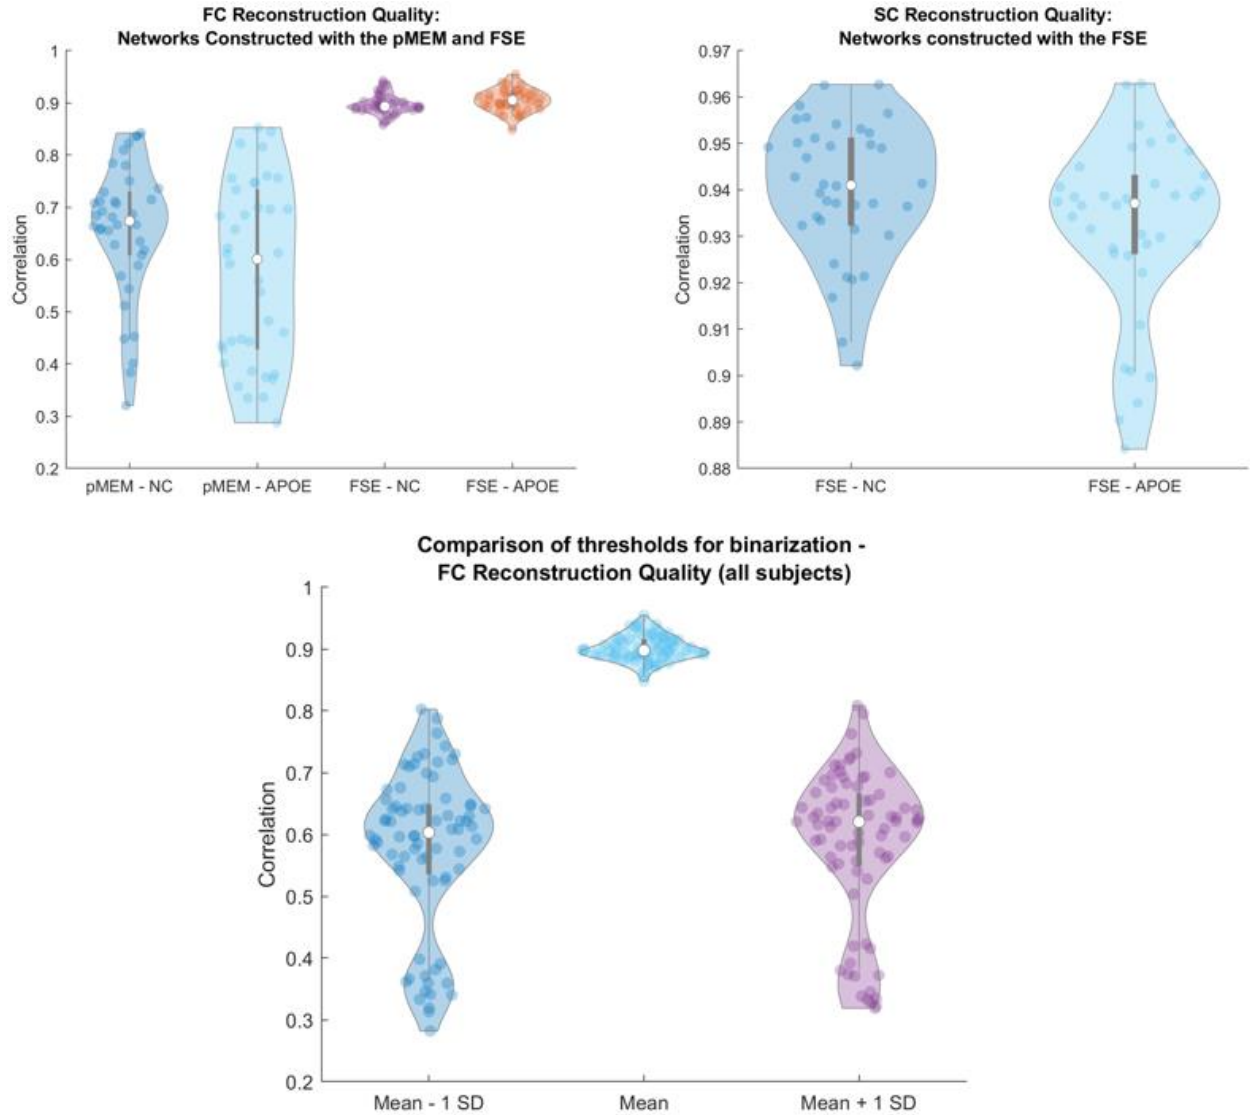 FC Reconstruction Quality:
Networks Constructed with the pMEM and FSE
1
0.9
0.8
0.7
0.6
0.5
0.4
0.3
0.2
Correlation
pMEM - NC
pMEM - APOE
FSE - NC
FSE - APOE
SC Reconstruction Quality:
Networks constructed with the FSE
0.97
0.96
0.95
0.94
0.93
0.92
0.91
0.9
0.89
0.88
Correlation
FSE - NC
FSE - APOE
Comparison of thresholds for binarization -
FC Reconstruction Quality (all subjects)
1
0.9
0.8
0.7
0.6
0.5
0.4
0.3
0.2
Correlation
Mean - 1 SD
Mean
Mean + 1 SD